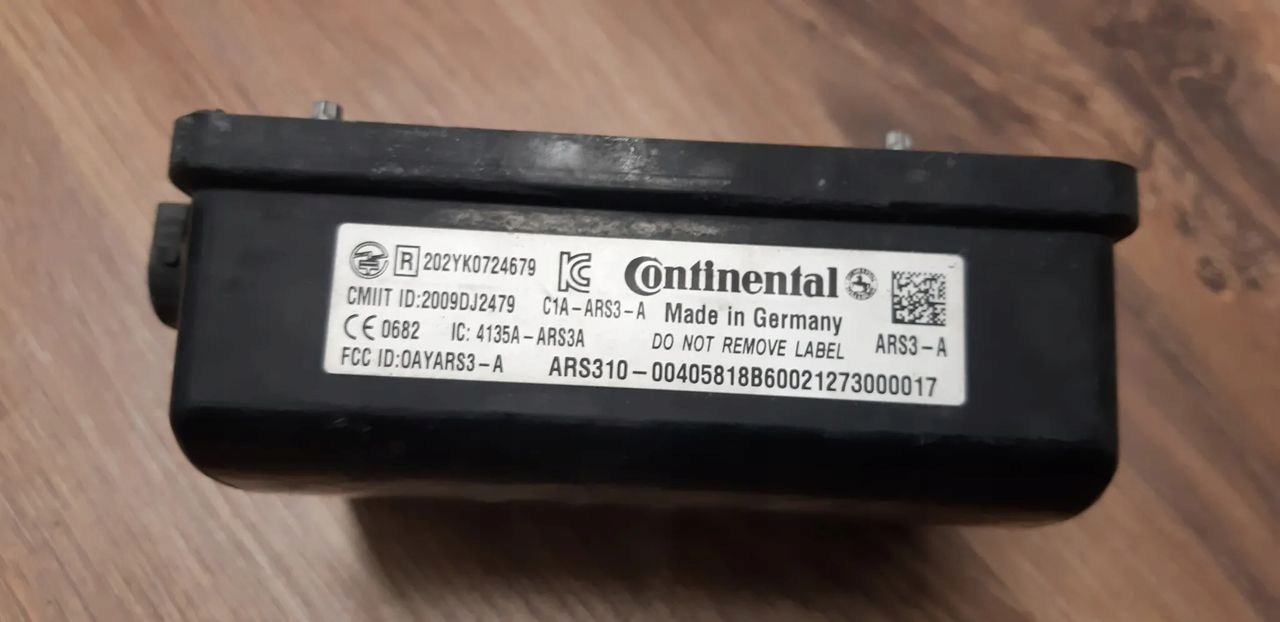 R 202YK0724679
Continental
CMIIT ID:2009DJ2479 C1A-ARS3-A Made in Germany
CE 0682 IC: 4135A-ARS3A DO NOT REMOVE LABEL ARS3-A
FCC ID:OAYARS3-A ARS310-00405818B60021273000017